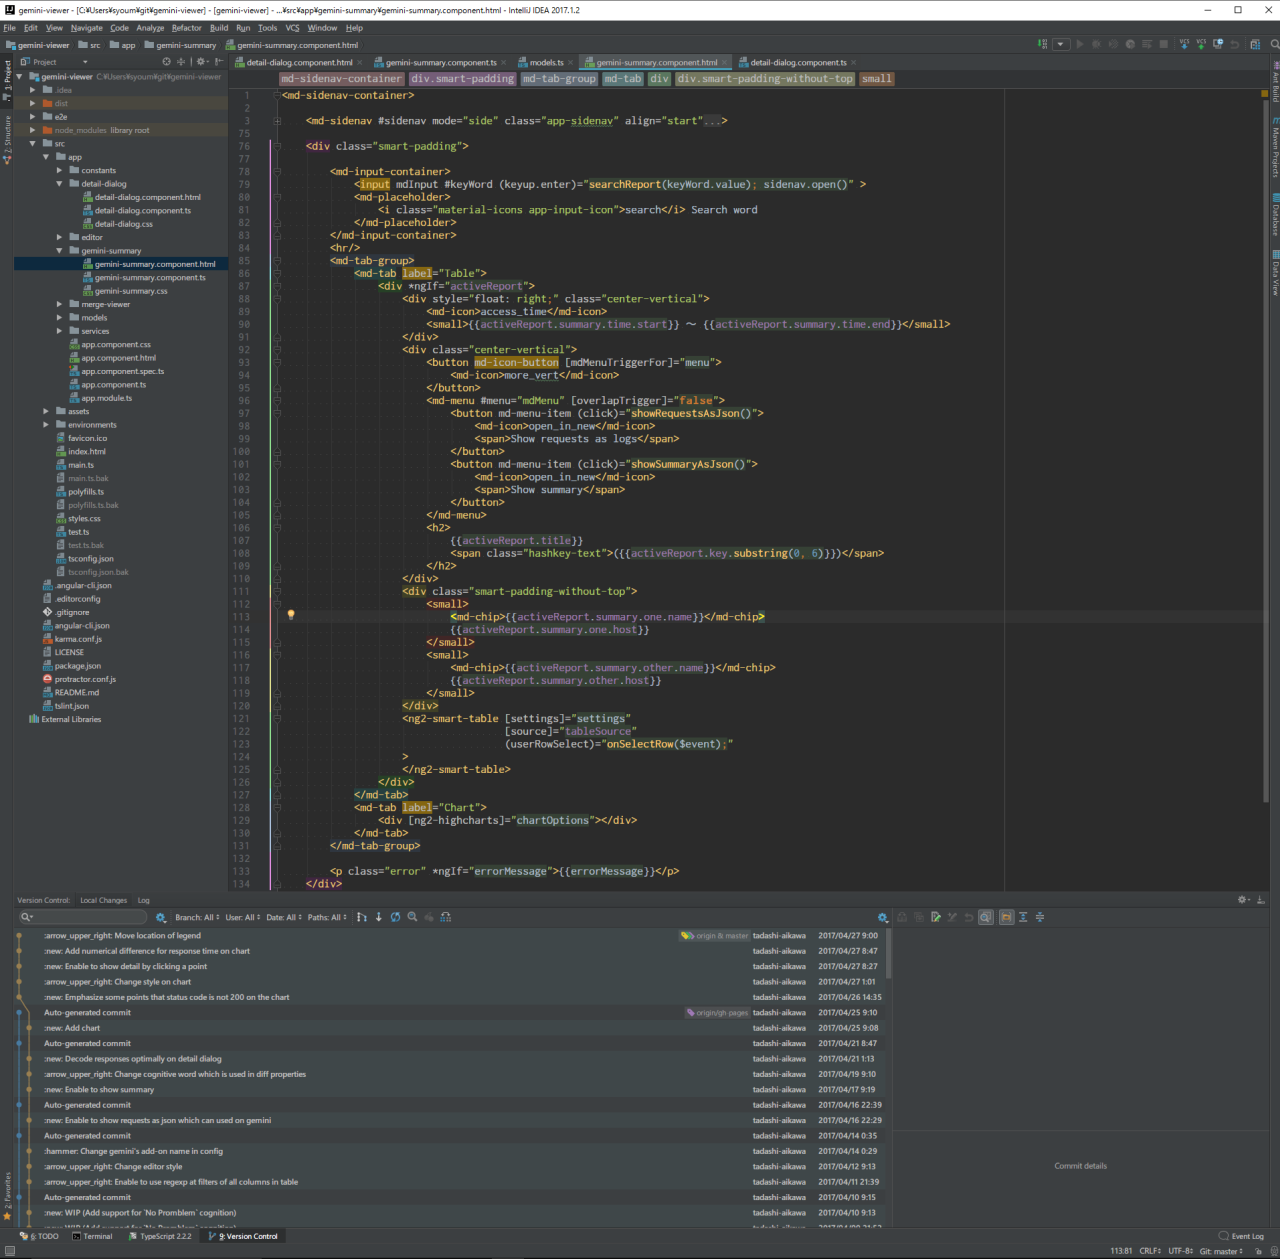 gemini-viewer - [C:¥Users¥syoum¥git¥gemini-viewer] - [gemini-viewer] - ...¥src¥app¥gemini-summary¥gemini-summary.component.html - IntelliJ IDEA 2017.1.2
File Edit View Navigate Code Analyze Refactor Build Run Tools VCS Window Help
gemini-viewer src app gemini-summary gemini-summary.component.html
Project
detail-dialog.component.html gemini-summary.component.ts models.ts gemini-summary.component.html detail-dialog.component.ts
md-sidenav-container div.smart-padding md-tab-group md-tab div div.smart-padding-without-top small
1: Project
2: Structure
2: Favorites
Ant Build
Maven Projects
Database
Data View
gemini-viewer C:¥Users¥syoum¥git¥gemini-viewer
.idea
dist
e2e
node_modules library root
src
app
constants
detail-dialog
detail-dialog.component.html
detail-dialog.component.ts
detail-dialog.css
editor
gemini-summary
gemini-summary.component.html
gemini-summary.component.ts
gemini-summary.css
merge-viewer
models
services
app.component.css
app.component.html
app.component.spec.ts
app.component.ts
app.module.ts
assets
environments
favicon.ico
index.html
main.ts
main.ts.bak
polyfills.ts
polyfills.ts.bak
styles.css
test.ts
test.ts.bak
tsconfig.json
tsconfig.json.bak
.angular-cli.json
.editorconfig
.gitignore
angular-cli.json
karma.conf.js
LICENSE
package.json
protractor.conf.js
README.md
tslint.json
External Libraries
1 <md-sidenav-container>
2
3 <md-sidenav #sidenav mode="side" class="app-sidenav" align="start"...>
75
76 <div class="smart-padding">
77
78 <md-input-container>
79 <input mdInput #keyWord (keyup.enter)="searchReport(keyWord.value); sidenav.open()" >
80 <md-placeholder>
81 <i class="material-icons app-input-icon">search</i> Search word
82 </md-placeholder>
83 </md-input-container>
84 <hr/>
85 <md-tab-group>
86 <md-tab label="Table">
87 <div *ngIf="activeReport">
88 <div style="float: right;" class="center-vertical">
89 <md-icon>access_time</md-icon>
90 <small>{{activeReport.summary.time.start}} ～ {{activeReport.summary.time.end}}</small>
91 </div>
92 <div class="center-vertical">
93 <button md-icon-button [mdMenuTriggerFor]="menu">
94 <md-icon>more_vert</md-icon>
95 </button>
96 <md-menu #menu="mdMenu" [overlapTrigger]="false">
97 <button md-menu-item (click)="showRequestsAsJson()">
98 <md-icon>open_in_new</md-icon>
99 <span>Show requests as logs</span>
100 </button>
101 <button md-menu-item (click)="showSummaryAsJson()">
102 <md-icon>open_in_new</md-icon>
103 <span>Show summary</span>
104 </button>
105 </md-menu>
106 <h2>
107 {{activeReport.title}}
108 <span class="hashkey-text">({{activeReport.key.substring(0, 6)}})</span>
109 </h2>
110 </div>
111 <div class="smart-padding-without-top">
112 <small>
113 <md-chip>{{activeReport.summary.one.name}}</md-chip>
114 {{activeReport.summary.one.host}}
115 </small>
116 <small>
117 <md-chip>{{activeReport.summary.other.name}}</md-chip>
118 {{activeReport.summary.other.host}}
119 </small>
120 </div>
121 <ng2-smart-table [settings]="settings"
122 [source]="tableSource"
123 (userRowSelect)="onSelectRow($event);"
124 >
125 </ng2-smart-table>
126 </div>
127 </md-tab>
128 <md-tab label="Chart">
129 <div [ng2-highcharts]="chartOptions"></div>
130 </md-tab>
131 </md-tab-group>
132
133 <p class="error" *ngIf="errorMessage">{{errorMessage}}</p>
134 </div>
Version Control: Local Changes Log
Branch: All User: All Date: All Paths: All
:arrow_upper_right: Move location of legend origin & master tadashi-aikawa 2017/04/27 9:00
:new: Add numerical difference for response time on chart tadashi-aikawa 2017/04/27 8:47
:new: Enable to show detail by clicking a point tadashi-aikawa 2017/04/27 8:27
:arrow_upper_right: Change style on chart tadashi-aikawa 2017/04/27 1:01
:new: Emphasize some points that status code is not 200 on the chart tadashi-aikawa 2017/04/26 14:35
Auto-generated commit origin/gh-pages tadashi-aikawa 2017/04/25 9:10
:new: Add chart tadashi-aikawa 2017/04/25 9:08
Auto-generated commit tadashi-aikawa 2017/04/21 8:47
:new: Decode responses optimally on detail dialog tadashi-aikawa 2017/04/21 1:13
:arrow_upper_right: Change cognitive word which is used in diff properties tadashi-aikawa 2017/04/19 9:10
:new: Enable to show summary tadashi-aikawa 2017/04/17 9:19
Auto-generated commit tadashi-aikawa 2017/04/16 22:39
:new: Enable to show requests as json which can used on gemini tadashi-aikawa 2017/04/16 22:29
Auto-generated commit tadashi-aikawa 2017/04/14 0:35
:hammer: Change gemini's add-on name in config tadashi-aikawa 2017/04/14 0:29
:arrow_upper_right: Change editor style tadashi-aikawa 2017/04/12 9:13
:arrow_upper_right: Enable to use regexp at filters of all columns in table tadashi-aikawa 2017/04/11 21:39
Auto-generated commit tadashi-aikawa 2017/04/10 9:15
:new: WIP (Add support for `No Promblem` cognition) tadashi-aikawa 2017/04/10 9:13
:new: WIP (Add support for `No Promblem` cognition) tadashi-aikawa
Commit details
6: TODO Terminal TypeScript 2.2.2 9: Version Control Event Log
113:81 CRLF UTF-8 Git: master